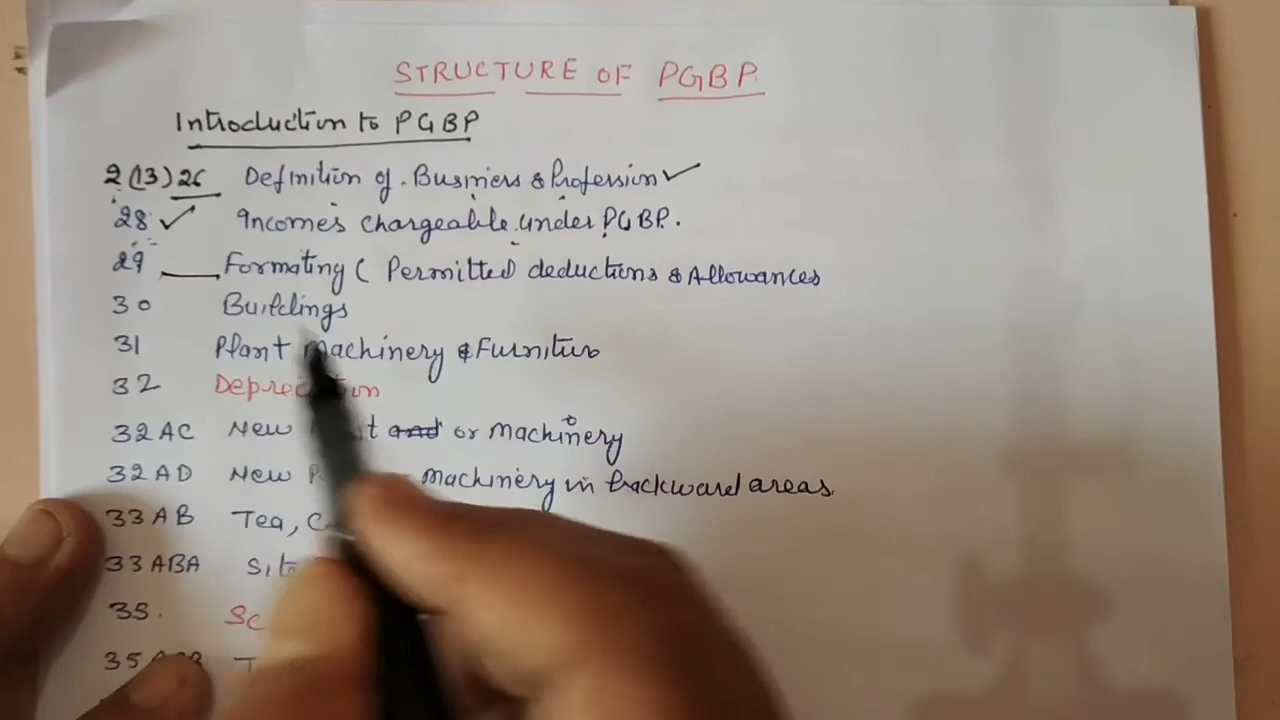 STRUCTURE OF PGBP
Introduction to PGBP
2(13) 26 Definition of Business & Profession ✓
28 ✓ Incomes chargeable under PGBP.
29 Formating ( Permitted deductions & Allowances
30 Buildings
31 Plant Machinery & Furniture
32 Depreciation
32AC New or Machinery
32AD New Machinery in backward areas
33AB Tea,
33ABA Site
35.
35